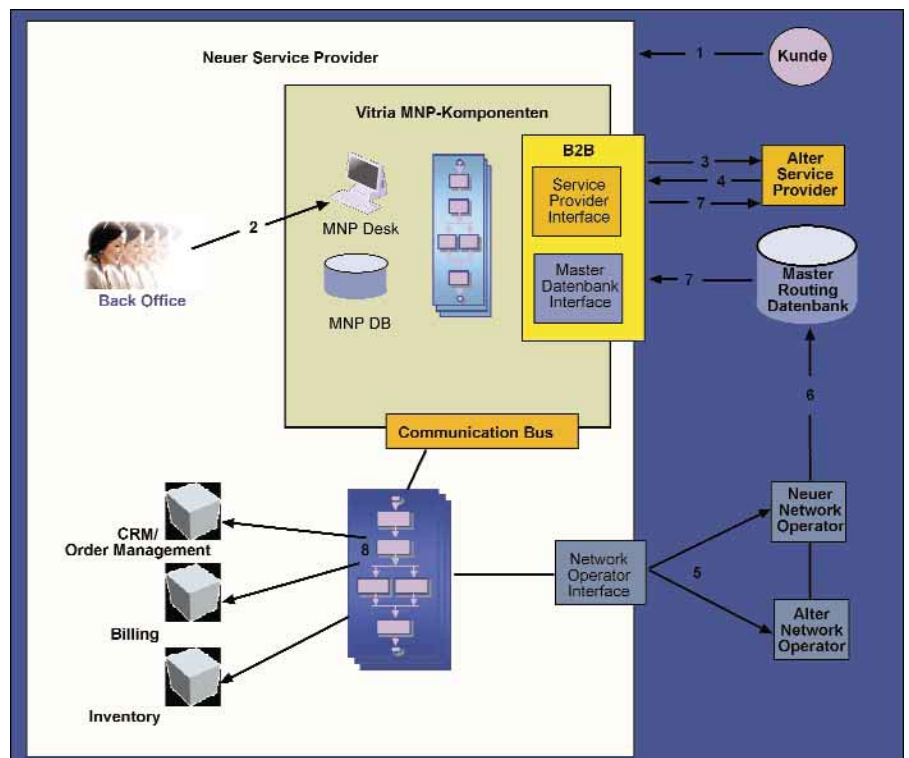 Neuer Service Provider
1
Kunde
Vitria MNP-Komponenten
B2B
3
4
7
Alter
Service
Provider
Service
Provider
Interface
2
MNP Desk
Back Office
MNP DB
Master
Datenbank
Interface
7
Master
Routing
Datenbank
6
Communication Bus
CRM/
Order Management
8
Billing
Inventory
Network
Operator
Interface
5
Neuer
Network
Operator
Alter
Network
Operator